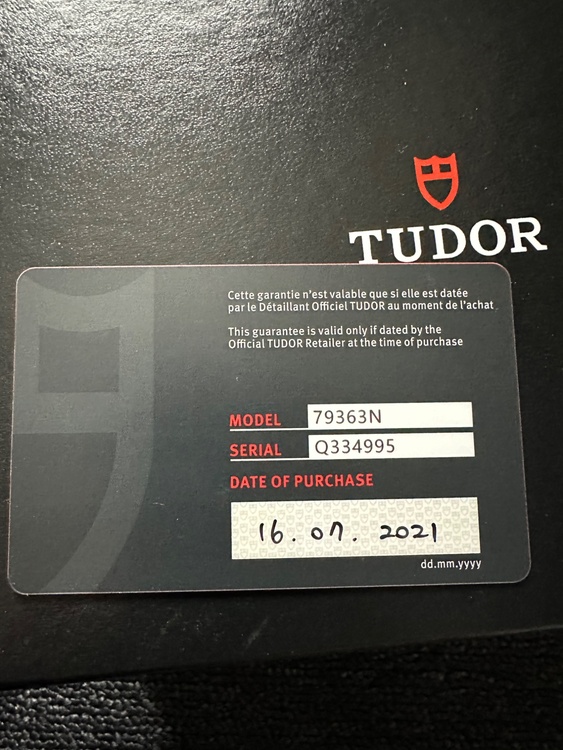 TUDOR
Cette garantie n'est valable que si elle est datée
par le Détaillant Officiel TUDOR au moment de l'achat
This guarantee is valid only if dated by the
Official TUDOR Retailer at the time of purchase
MODEL 79363N
SERIAL Q334995
DATE OF PURCHASE
16. 07. 2021
dd.mm.yyyy